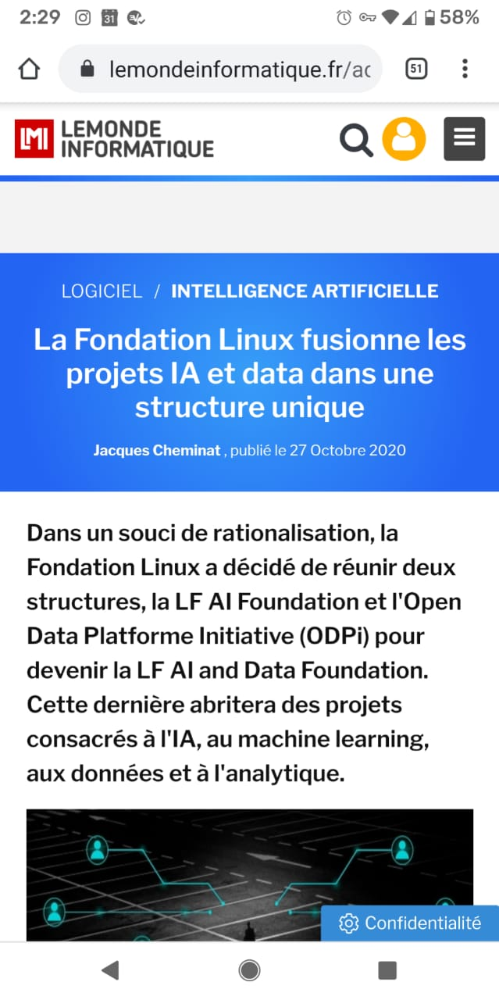 2:29
31
58%
lemondeinformatique.fr/ac
51
LMI
LEMONDE
INFORMATIQUE
LOGICIEL / INTELLIGENCE ARTIFICIELLE
La Fondation Linux fusionne les
projets IA et data dans une
structure unique
Jacques Cheminat , publié le 27 Octobre 2020
Dans un souci de rationalisation, la
Fondation Linux a décidé de réunir deux
structures, la LF AI Foundation et l'Open
Data Platforme Initiative (ODPi) pour
devenir la LF AI and Data Foundation.
Cette dernière abritera des projets
consacrés à l'IA, au machine learning,
aux données et à l'analytique.
Confidentialité